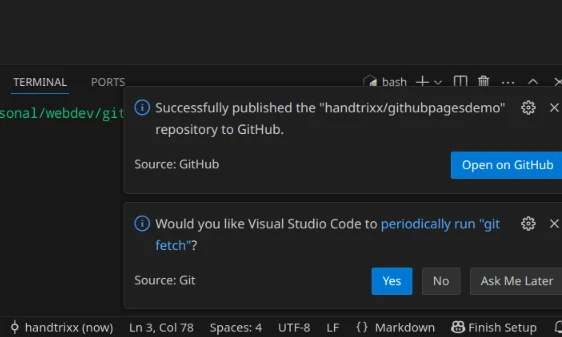 TERMINAL PORTS bash
sonal/webdev/git
Successfully published the "handtrixx/githubpagesdemo"
repository to GitHub.
Source: GitHub Open on GitHub
Would you like Visual Studio Code to periodically run "git
fetch"?
Source: Git Yes No Ask Me Later
handtrixx (now) Ln 3, Col 78 Spaces: 4 UTF-8 LF {} Markdown Finish Setup